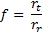 f = r_t / r_r